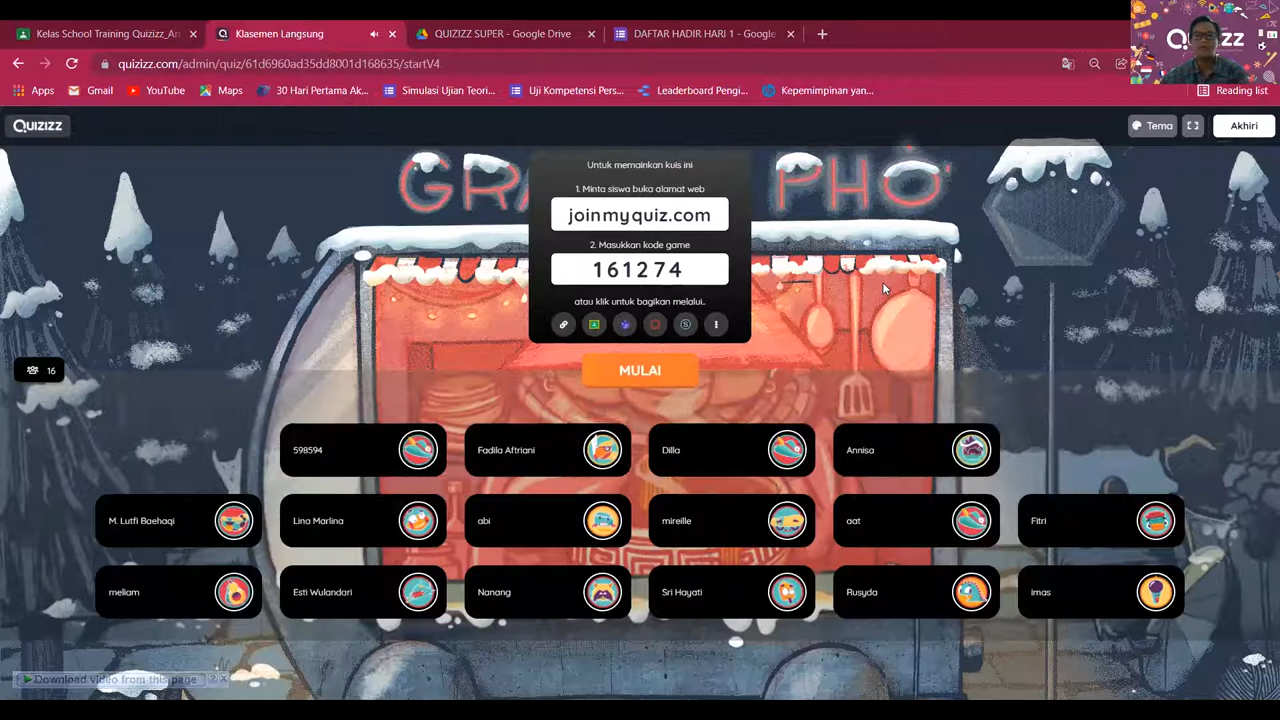 Kelas School Training Quizizz_An
Klasemen Langsung
QUIZIZZ SUPER - Google Drive
DAFTAR HADIR HARI 1 - Google
QUIZIZZ
quizizz.com/admin/quiz/61d6960ad35dd8001d168635/startV4
Apps
Gmail
YouTube
Maps
30 Hari Pertama Ak...
Simulasi Ujian Teori...
Uji Kompetensi Pers...
Leaderboard Pengi...
Kepemimpinan yan...
Reading list
QUIZIZZ
Tema
Akhiri
GR
PHỞ
Untuk memainkan kuis ini
1. Minta siswa buka alamat web
joinmyquiz.com
2. Masukkan kode game
161274
atau klik untuk bagikan melalui..
16
MULAI
598594
Fadila Aftriani
Dilla
Annisa
M. Lutfi Baehaqi
Lina Marlina
abi
mireille
aat
Fitri
meliam
Esti Wulandari
Nanang
Sri Hayati
Rusyda
imas
Download video from this page